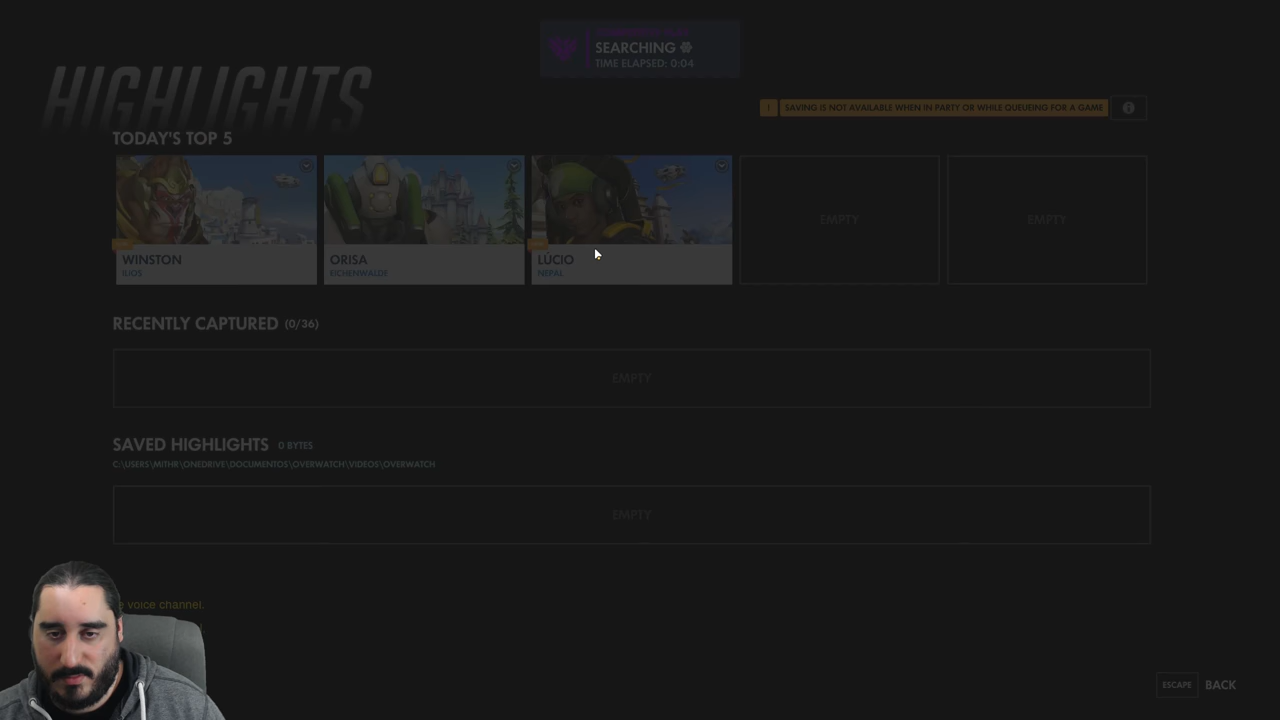 SEARCHING
TIME ELAPSED: 0:04
HIGHLIGHTS
SAVING IS NOT AVAILABLE WHEN IN PARTY OR WHILE QUEUEING FOR A GAME
TODAY'S TOP 5
WINSTON
ILIOS
ORISA
EICHENWALDE
LÚCIO
NEPAL
EMPTY
EMPTY
RECENTLY CAPTURED (0/36)
EMPTY
SAVED HIGHLIGHTS 0 BYTES
C:\USERS\MITHR\ONEDRIVE\DOCUMENTOS\OVERWATCH\VIDEOS\OVERWATCH
EMPTY
voice channel.
ESCAPE BACK